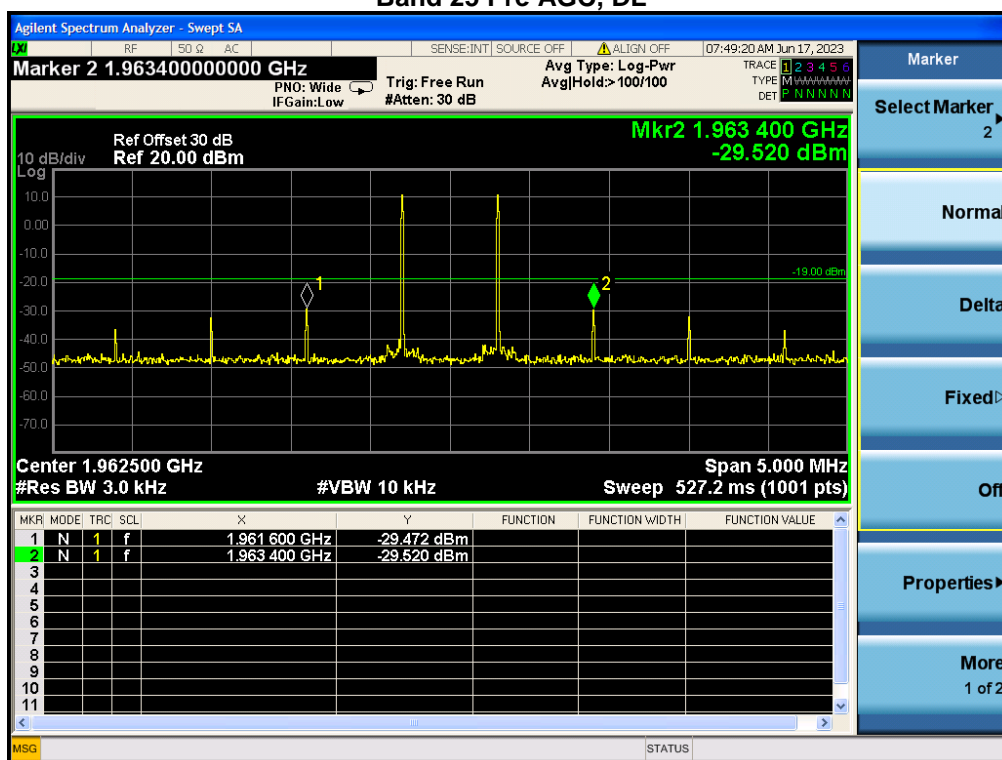 Band 25 Pre AGC, DL
Agilent Spectrum Analyzer - Swept SA
LXI RF 50 Ω AC SENSE:INT SOURCE OFF ALIGN OFF 07:49:20 AM Jun 17, 2023
Marker 2 1.963400000000 GHz
PNO: Wide
IFGain:Low
Trig: Free Run
#Atten: 30 dB
Avg Type: Log-Pwr
Avg|Hold:>100/100
TRACE 1 2 3 4 5 6
TYPE M
DET P N N N N N
Mkr2 1.963 400 GHz
-29.520 dBm
Ref Offset 30 dB
10 dB/div Ref 20.00 dBm
Log
10.0
0.00
-10.0
-20.0
-30.0
-40.0
-50.0
-60.0
-70.0
-19.00 dBm
1
2
Center 1.962500 GHz Span 5.000 MHz
#Res BW 3.0 kHz #VBW 10 kHz Sweep 527.2 ms (1001 pts)
MKR MODE TRC SCL X Y FUNCTION FUNCTION WIDTH FUNCTION VALUE
1 N 1 f 1.961 600 GHz -29.472 dBm
2 N 1 f 1.963 400 GHz -29.520 dBm
3
4
5
6
7
8
9
10
11
MSG STATUS
Marker
Select Marker
2
Normal
Delta
Fixed
Off
Properties
More
1 of 2